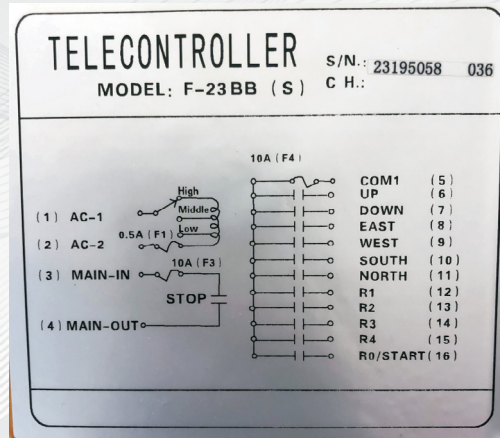 TELECONTROLLER
MODEL: F-23BB (S)
S/N.: 23195058 036
C H.:
10A (F4)
High
Middle
Low
(1) AC-1
(2) AC-2
0.5A (F1)
(3) MAIN-IN
10A (F3)
STOP
(4) MAIN-OUT
COM1 (5)
UP (6)
DOWN (7)
EAST (8)
WEST (9)
SOUTH (10)
NORTH (11)
R1 (12)
R2 (13)
R3 (14)
R4 (15)
R0/START (16)